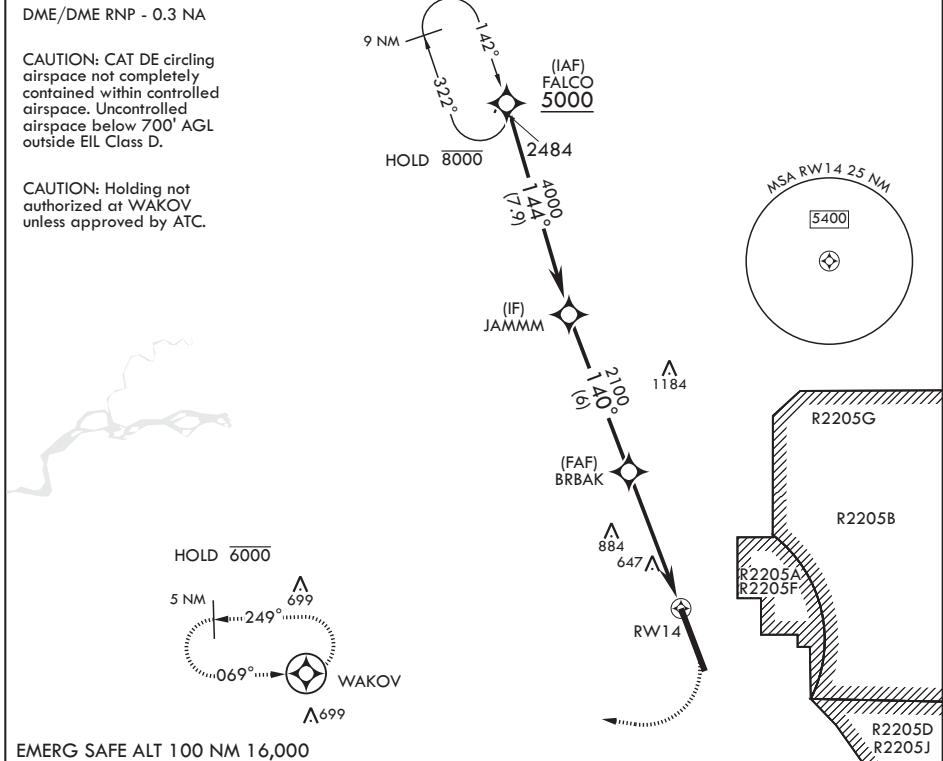 DME/DME RNP - 0.3 NA
CAUTION: CAT DE circling
airspace not completely
contained within controlled
airspace. Uncontrolled
airspace below 700' AGL
outside EIL Class D.
CAUTION: Holding not
authorized at WAKOV
unless approved by ATC.
9 NM
142°
322°
(IAF)
FALCO
5000
HOLD 8000
2484
4000
144°
(7.9)
MSA RW14 25 NM
5400
(IF)
JAMMM
2100
140°
(6)
1184
(FAF)
BRBAK
R2205G
R2205B
884
647
R2205A
R2205F
RW14
HOLD 6000
699
5 NM
249°
069°
WAKOV
699
R2205D
R2205J
EMERG SAFE ALT 100 NM 16,000